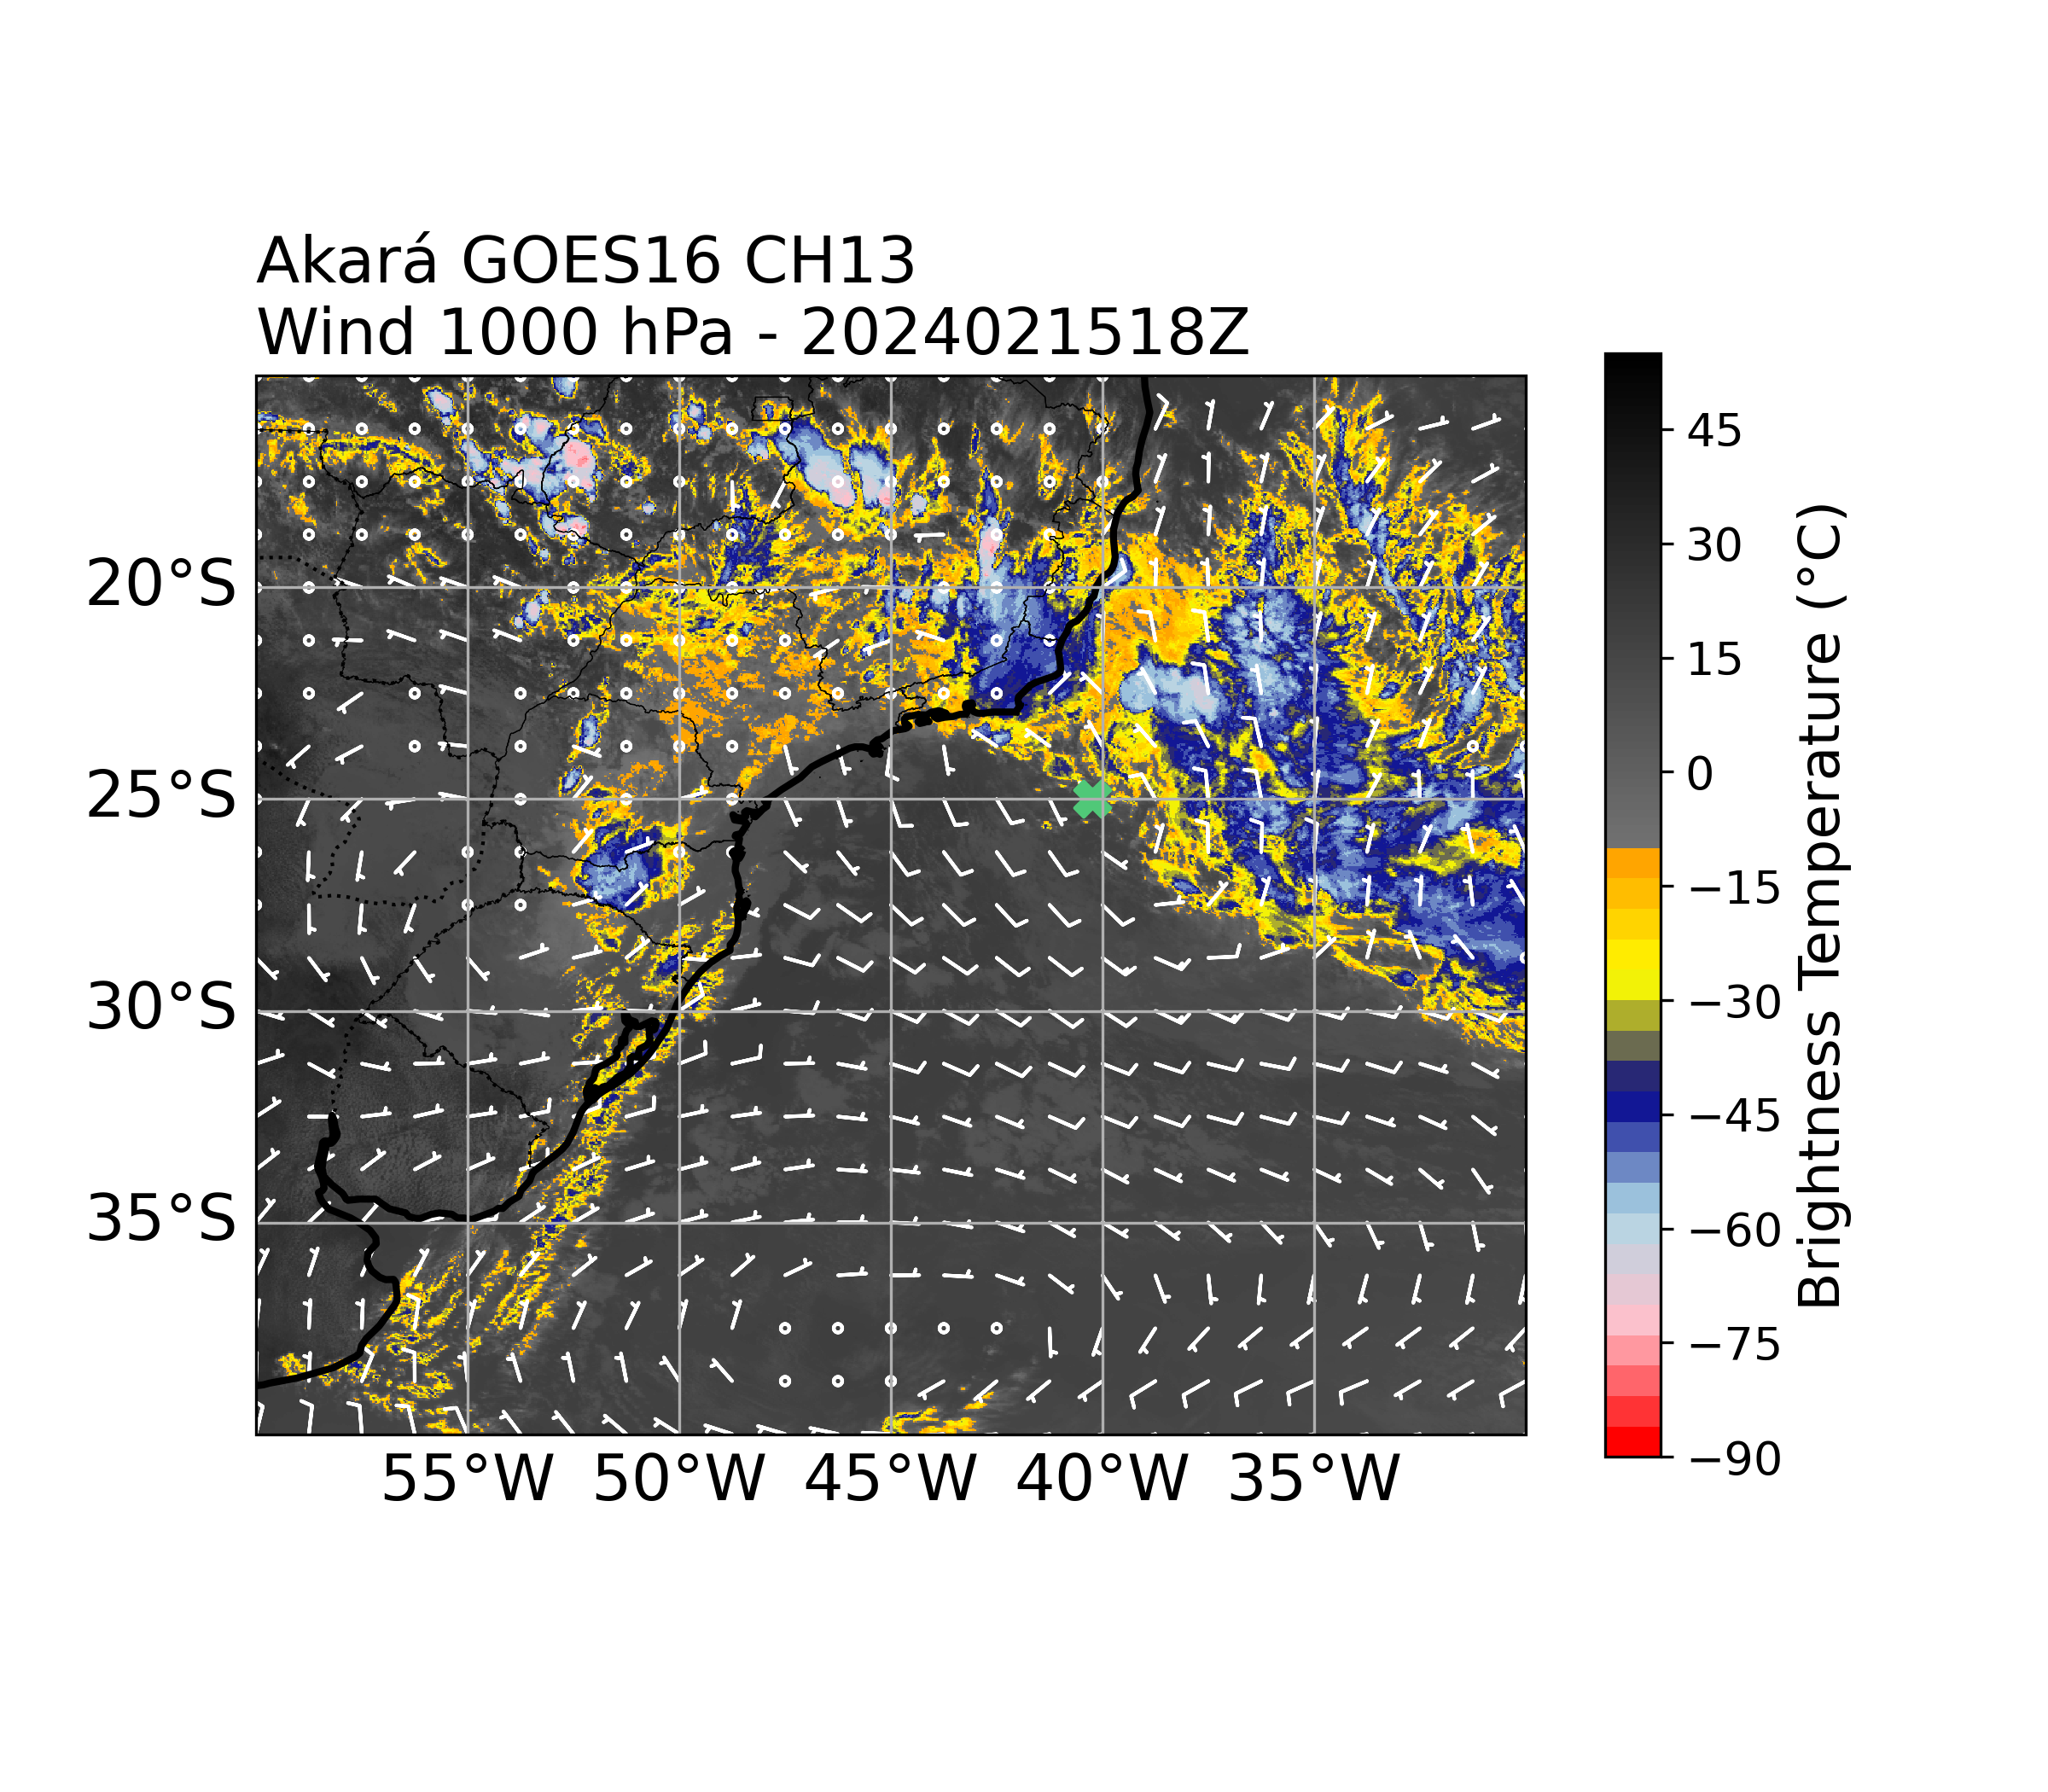 Akará GOES16 CH13
Wind 1000 hPa - 2024021518Z
20°S
25°S
30°S
35°S
55°W 50°W 45°W 40°W 35°W
45
30
15
0
−15
−30
−45
−60
−75
−90
Brightness Temperature (°C)